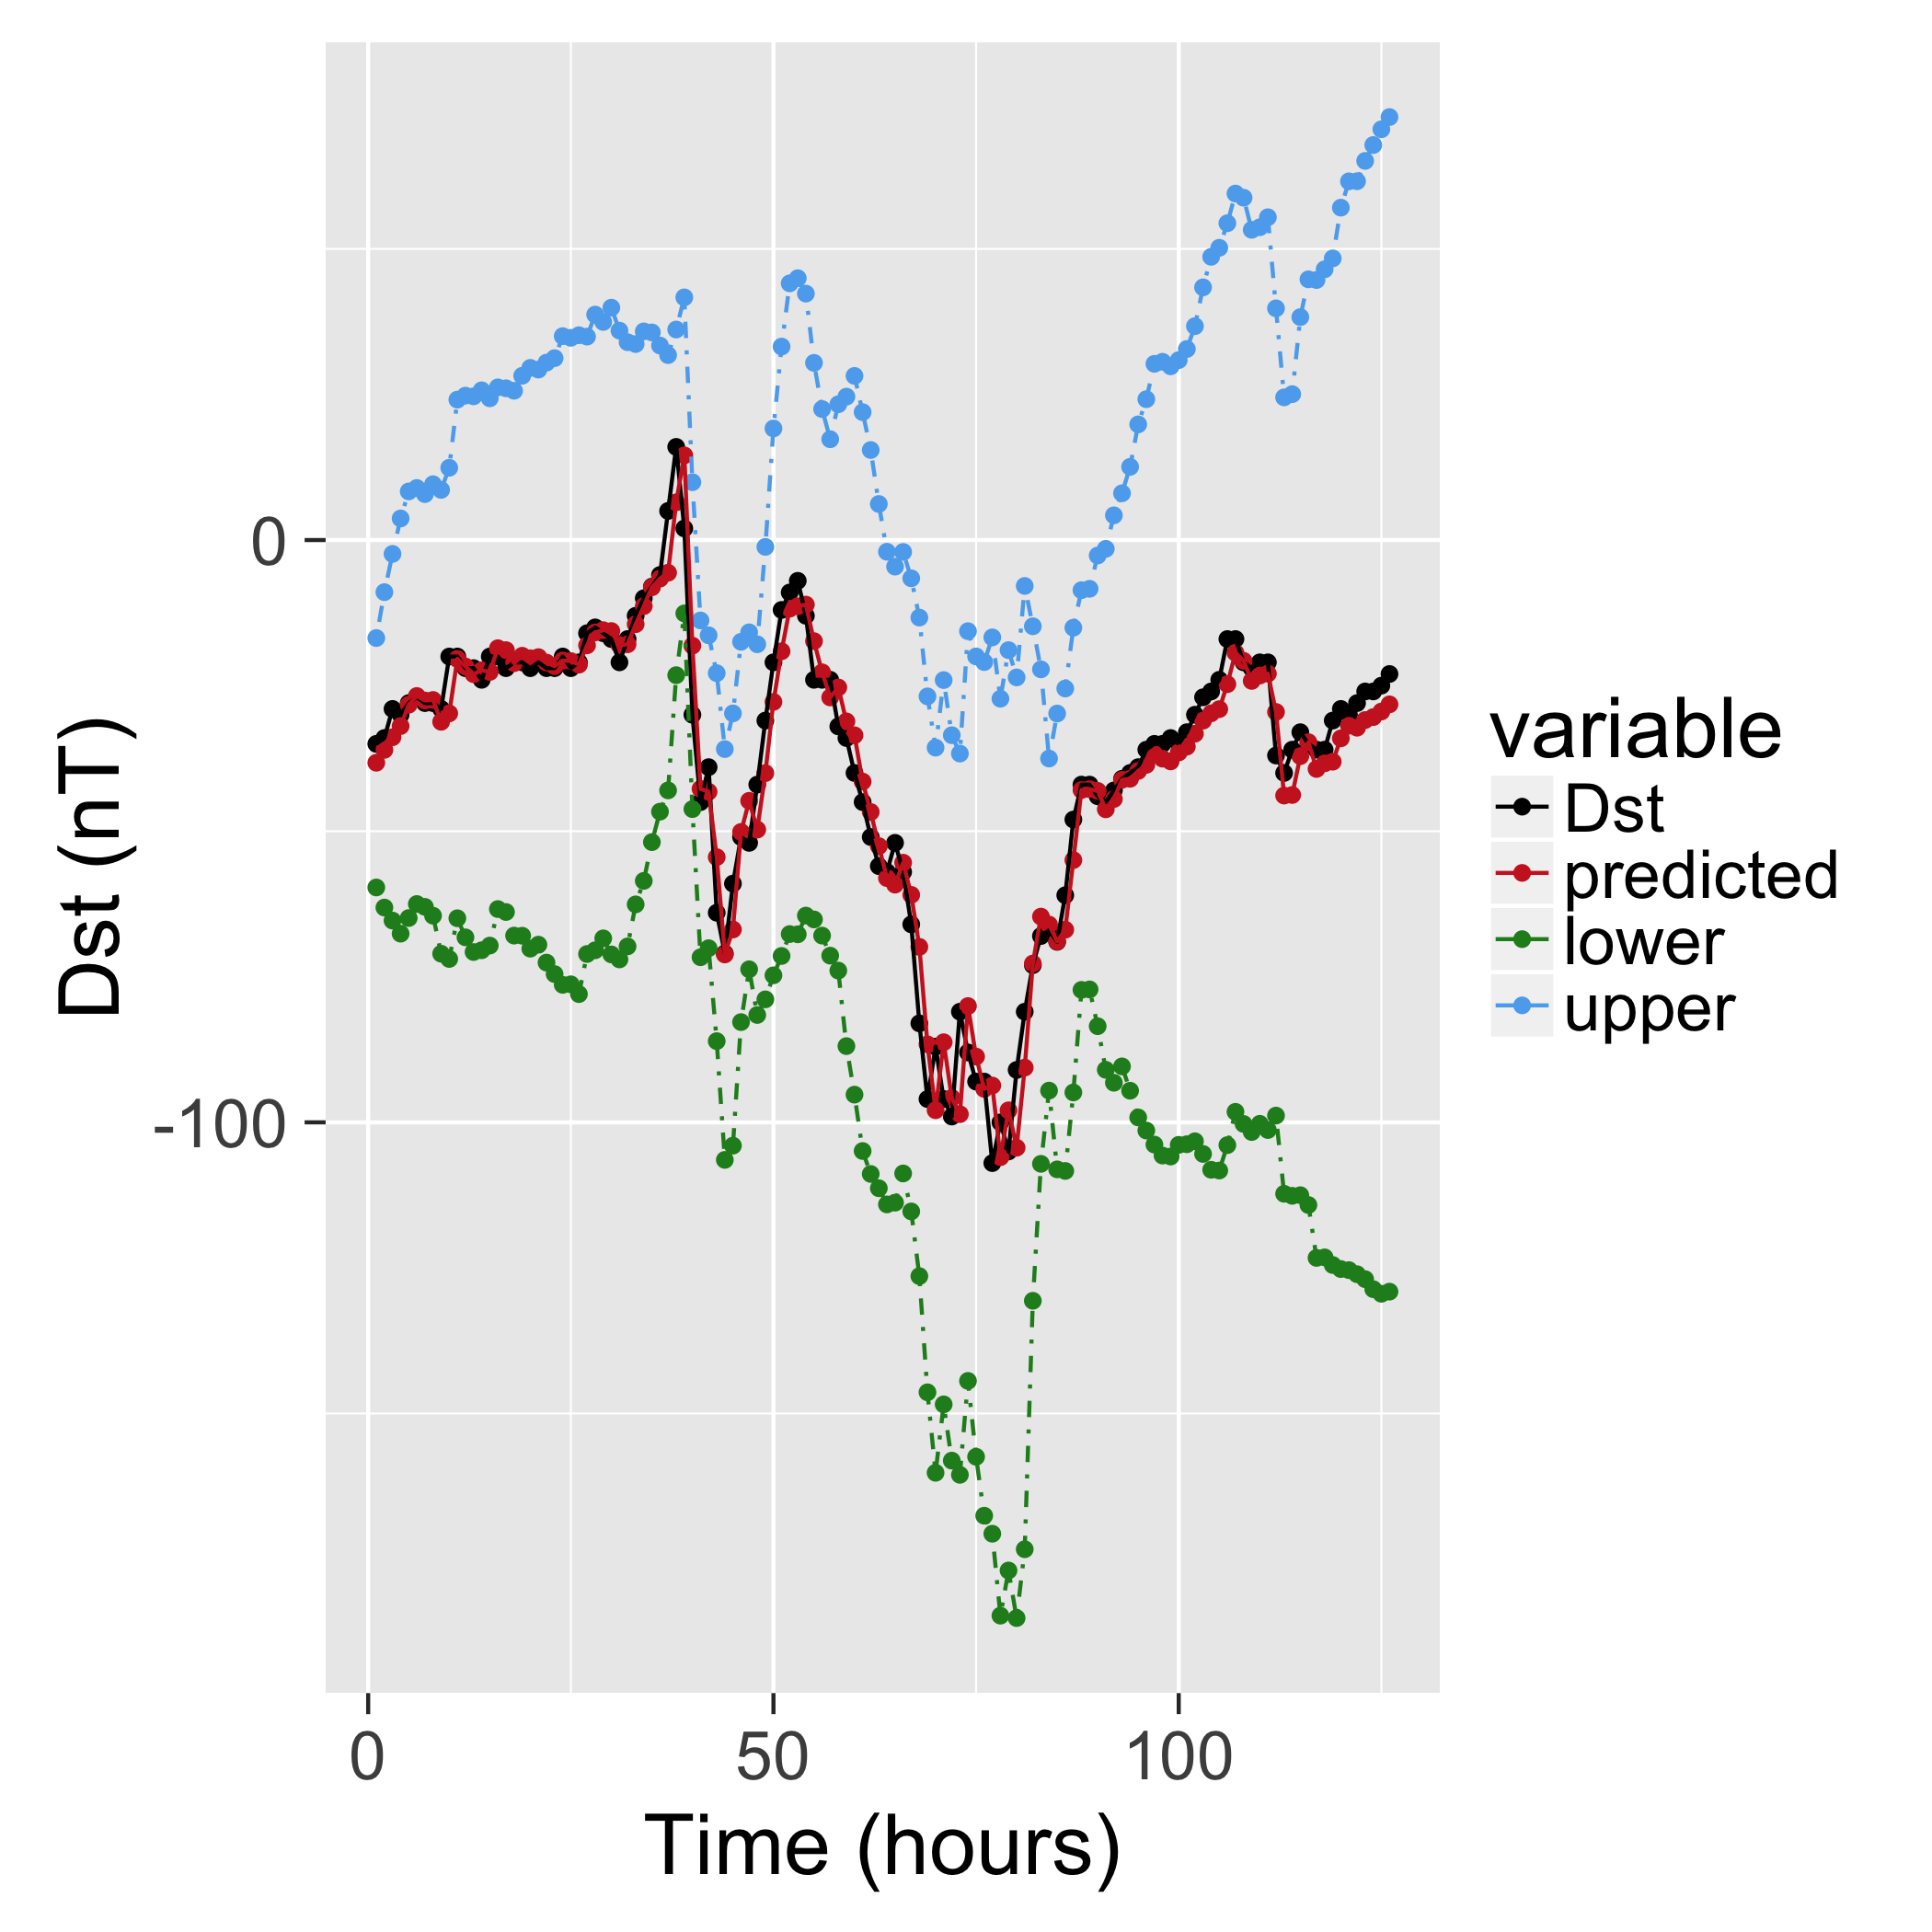 Dst (nT)
0
-100
0
50
100
Time (hours)
variable
Dst
predicted
lower
upper